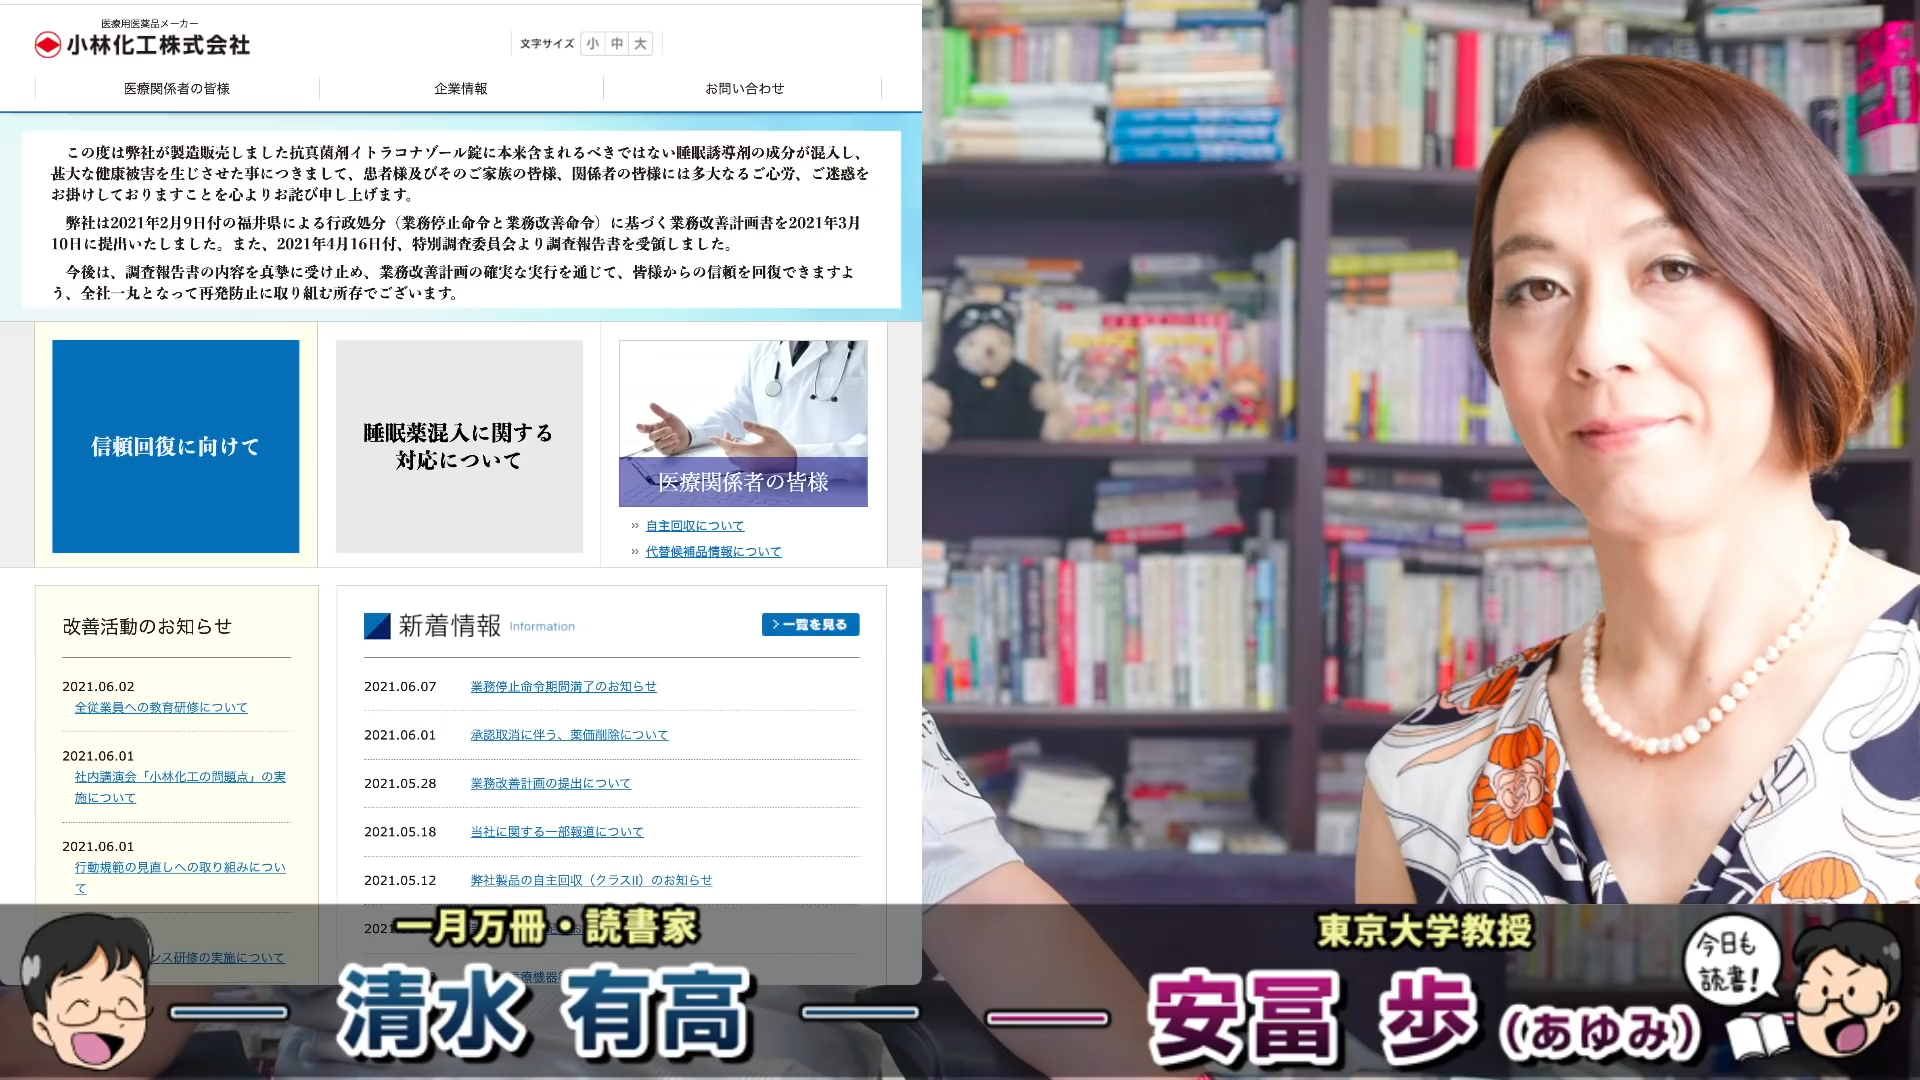 医療用医薬品メーカー
小林化工株式会社
文字サイズ 小 中 大
医療関係者の皆様 企業情報 お問い合わせ
この度は弊社が製造販売しました抗真菌剤イトラコナゾール錠に本来含まれるべきではない睡眠誘導剤の成分が混入し、
甚大な健康被害を生じさせた事につきまして、患者様及びそのご家族の皆様、関係者の皆様には多大なるご心労、ご迷惑を
お掛けしておりますことを心よりお詫び申し上げます。
弊社は2021年2月9日付の福井県による行政処分（業務停止命令と業務改善命令）に基づく業務改善計画書を2021年3月
10日に提出いたしました。また、2021年4月16日付、特別調査委員会より調査報告書を受領しました。
今後は、調査報告書の内容を真摯に受け止め、業務改善計画の確実な実行を通じて、皆様からの信頼を回復できますよ
う、全社一丸となって再発防止に取り組む所存でございます。
信頼回復に向けて
睡眠薬混入に関する
対応について
医療関係者の皆様
›› 自主回収について
›› 代替候補品情報について
改善活動のお知らせ
2021.06.02
全従業員への教育研修について
2021.06.01
社内講演会「小林化工の問題点」の実
施について
2021.06.01
行動規範の見直しへの取り組みについ
て
ンス研修の実施について
新着情報 Information
> 一覧を見る
2021.06.07 業務停止命令期間満了のお知らせ
2021.06.01 承認取消に伴う、薬価削除について
2021.05.28 業務改善計画の提出について
2021.05.18 当社に関する一部報道について
2021.05.12 弊社製品の自主回収（クラスII）のお知らせ
2021.
一月万冊・読書家
清水 有高
東京大学教授
安冨 歩 (あゆみ)
今日も
読書!